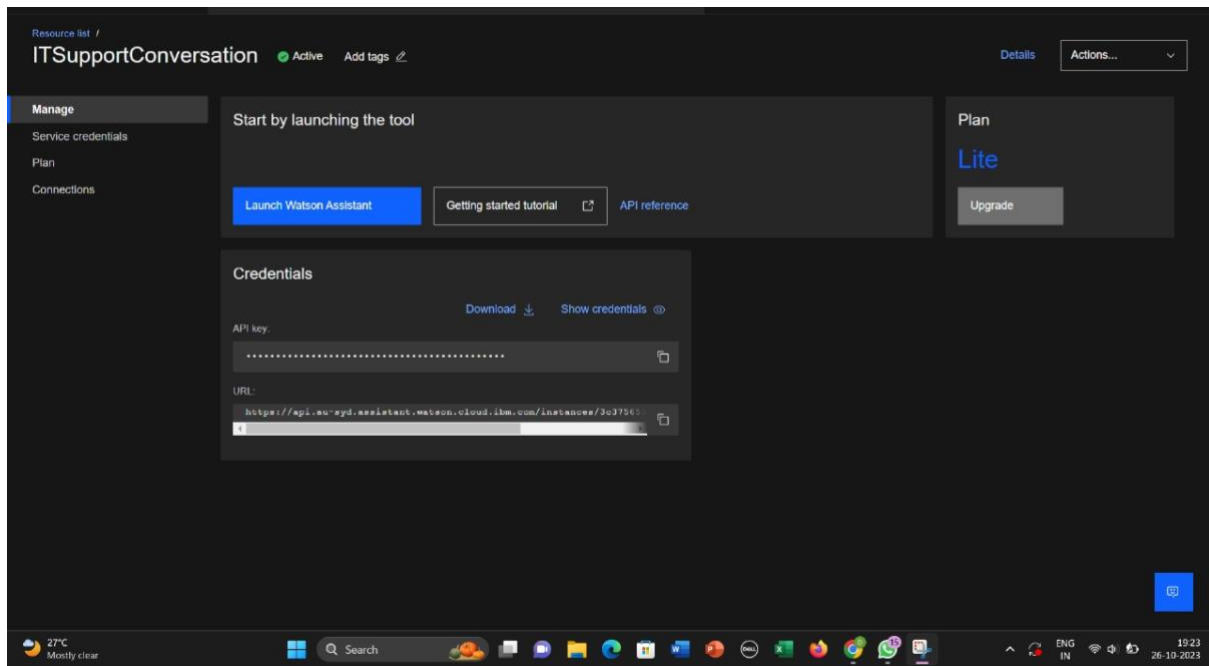 Resource list /
ITSupportConversation Active Add tags
Details Actions...
Manage
Service credentials
Plan
Connections
Start by launching the tool
Launch Watson Assistant Getting started tutorial API reference
Plan
Lite
Upgrade
Credentials
Download Show credentials
API key:
URL:
https://api.au-syd.assistant.watson.cloud.ibm.com/instances/3c37565
27°C
Mostly clear
Search
DELL
15
ENG
IN
19:23
26-10-2023